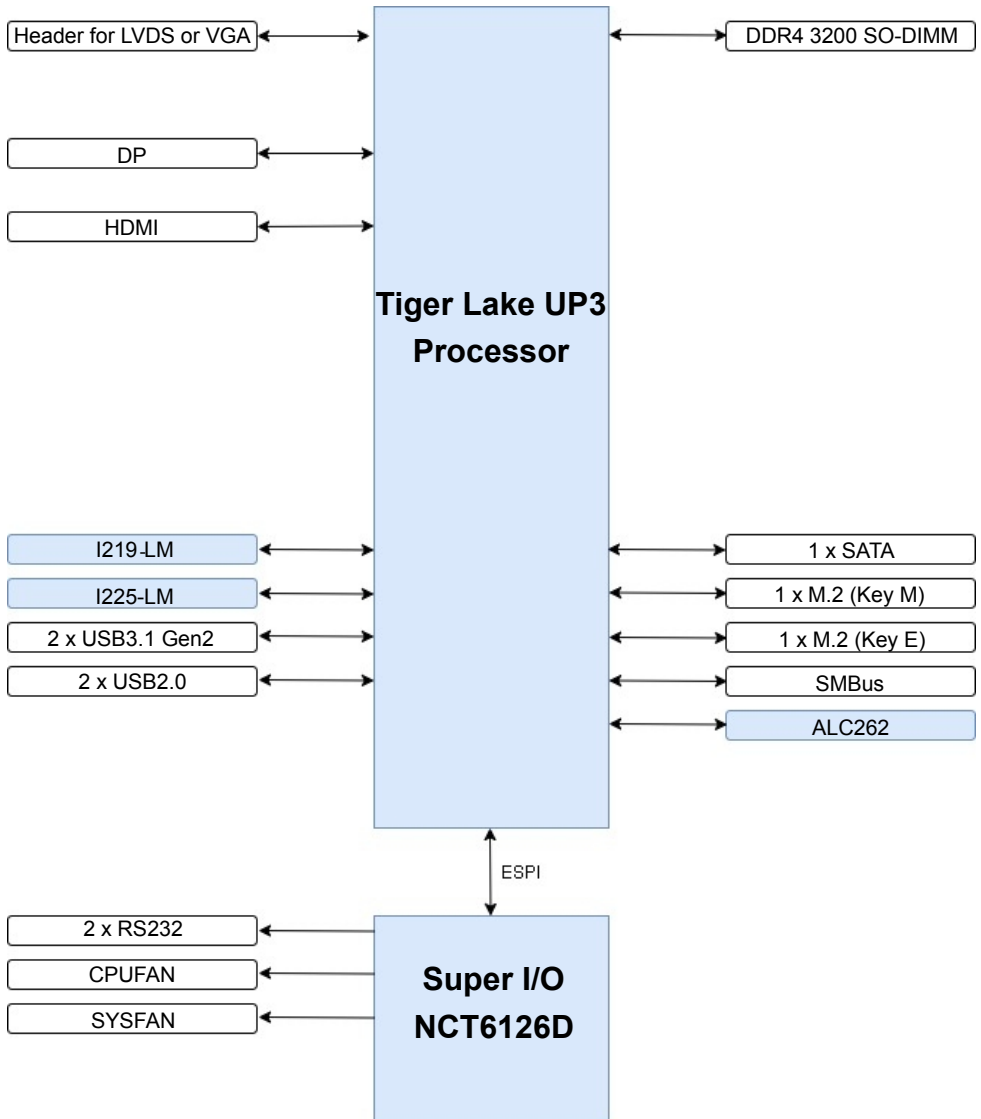 Header for LVDS or VGA
DDR4 3200 SO-DIMM
DP
HDMI
Tiger Lake UP3
Processor
I219-LM
I225-LM
2 x USB3.1 Gen2
2 x USB2.0
1 x SATA
1 x M.2 (Key M)
1 x M.2 (Key E)
SMBus
ALC262
ESPI
2 x RS232
CPUFAN
SYSFAN
Super I/O
NCT6126D